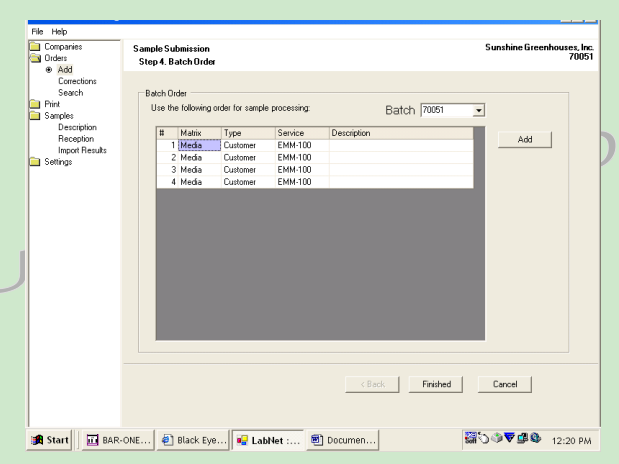 File Help
Companies
Orders
Add
Corrections
Search
Print
Samples
Description
Reception
Import Results
Settings
Sample Submission
Step 4. Batch Order
Sunshine Greenhouses, Inc.
70051
Batch Order
Use the following order for sample processing:
Batch 70051
# Matrix Type Service Description
1 Media Customer EMM-100
2 Media Customer EMM-100
3 Media Customer EMM-100
4 Media Customer EMM-100
Add
< Back Finished Cancel
Start BAR-ONE... Black Eye... LabNet :... Documen... 12:20 PM